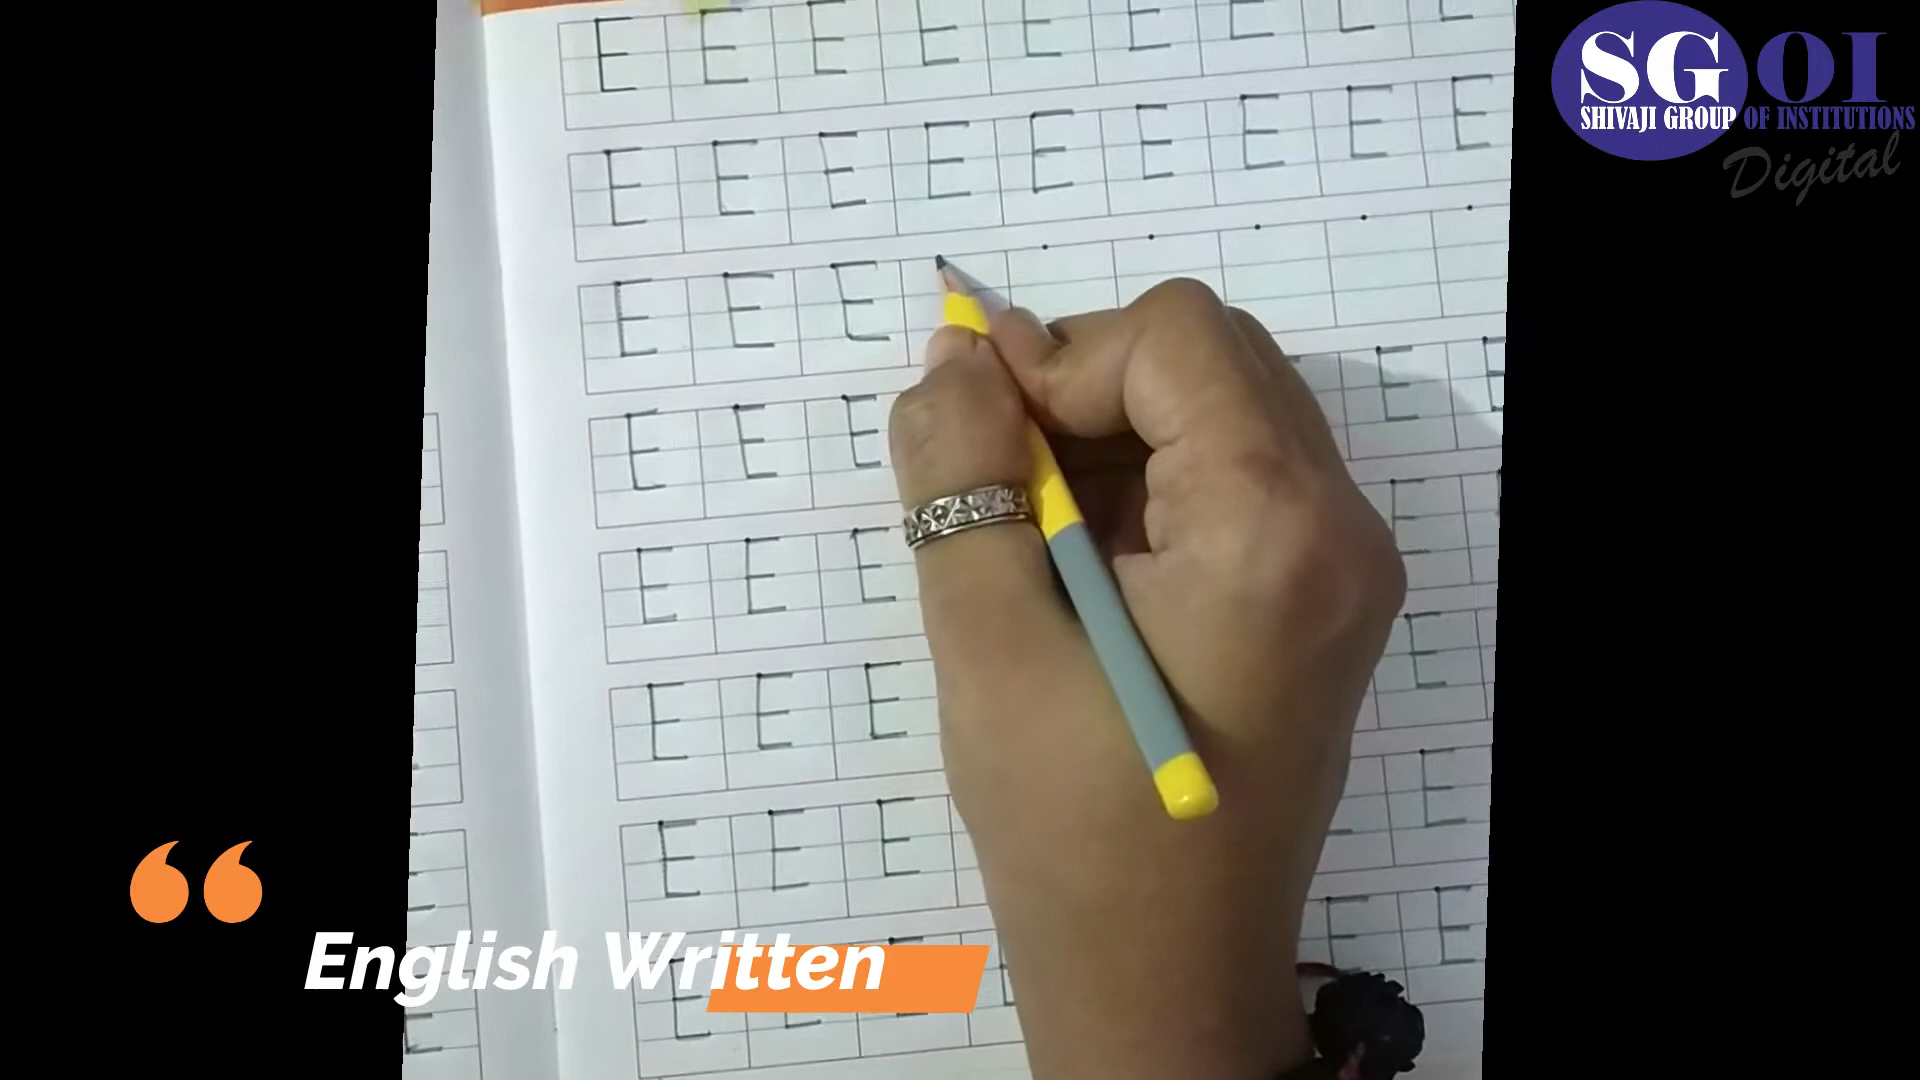 SGOI
SHIVAJI GROUP OF INSTITUTIONS
Digital
E E E E E E E E E
E E E E E E E E E
E E E
E E E E E
E E E E
E E E E
E E E E
E E E E E
E E E
“
English Written